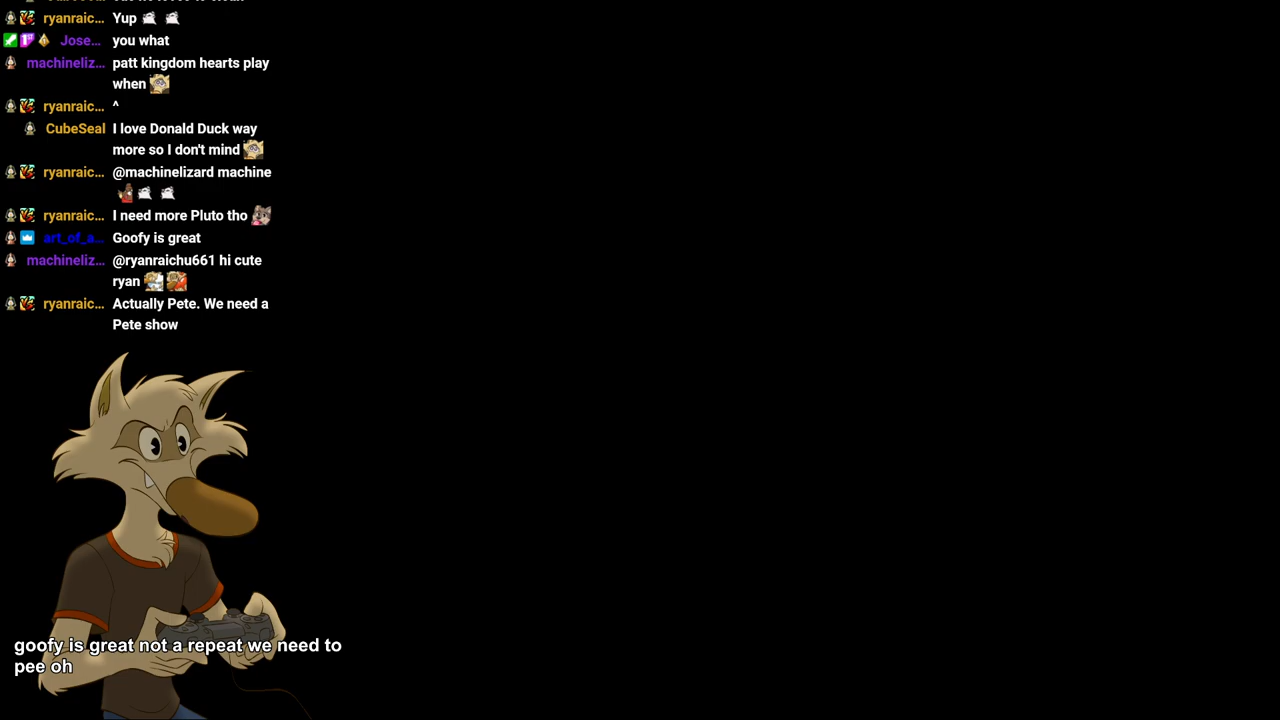 ryanraic… Yup
Jose… you what
machineliz… patt kingdom hearts play
when
ryanraic… ^
CubeSeal I love Donald Duck way
more so I don't mind
ryanraic… @machinelizard machine
ryanraic… I need more Pluto tho
art_of_a… Goofy is great
machineliz… @ryanraichu661 hi cute
ryan
ryanraic… Actually Pete. We need a
Pete show
goofy is great not a repeat we need to
pee oh